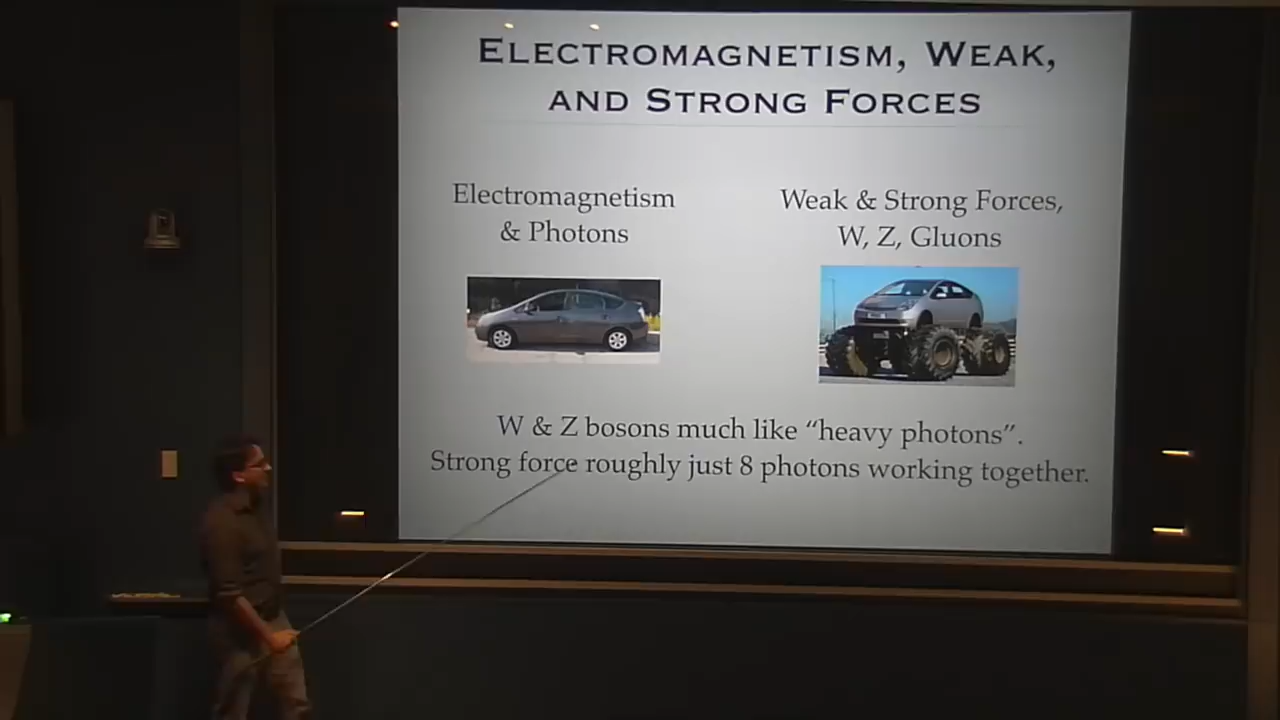 ELECTROMAGNETISM, WEAK,
AND STRONG FORCES
Electromagnetism
& Photons
Weak & Strong Forces,
W, Z, Gluons
W & Z bosons much like “heavy photons”.
Strong force roughly just 8 photons working together.